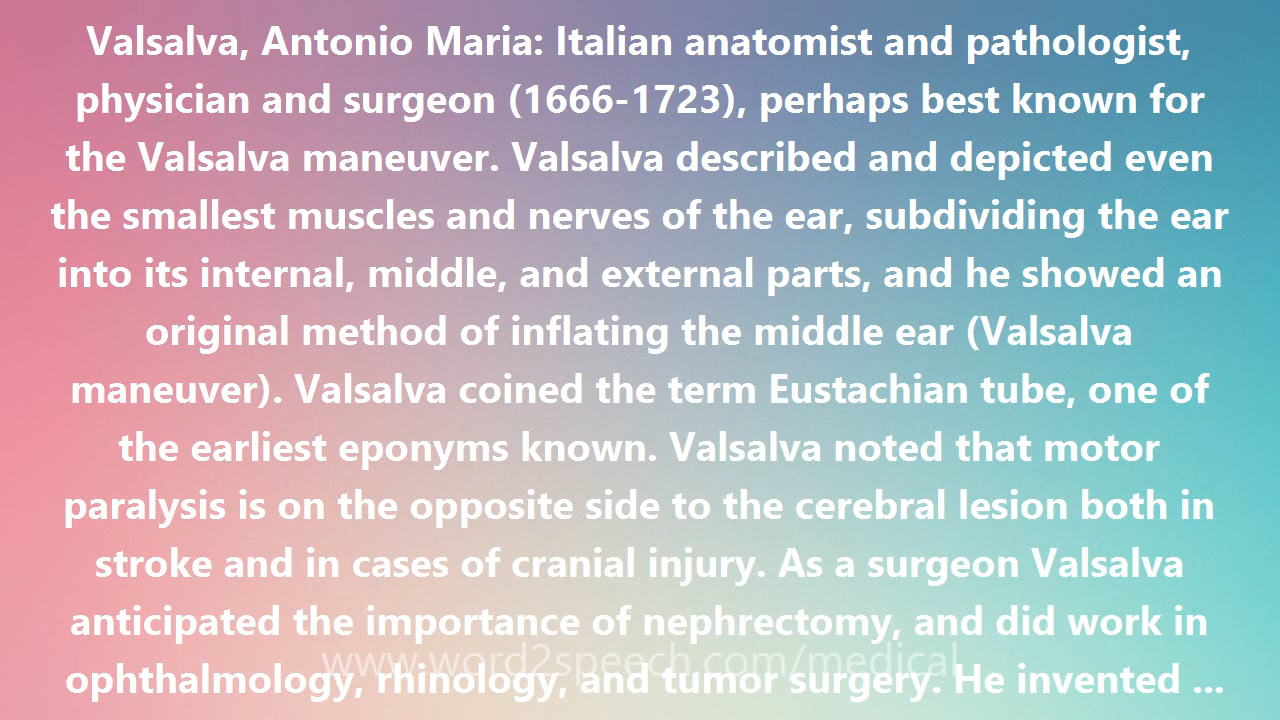 Valsalva, Antonio Maria: Italian anatomist and pathologist,
physician and surgeon (1666-1723), perhaps best known for
the Valsalva maneuver. Valsalva described and depicted even
the smallest muscles and nerves of the ear, subdividing the ear
into its internal, middle, and external parts, and he showed an
original method of inflating the middle ear (Valsalva
maneuver). Valsalva coined the term Eustachian tube, one of
the earliest eponyms known. Valsalva noted that motor
paralysis is on the opposite side to the cerebral lesion both in
stroke and in cases of cranial injury. As a surgeon Valsalva
anticipated the importance of nephrectomy, and did work in
www.word2speech.com/medical
ophthalmology, rhinology, and tumor surgery. He invented ...